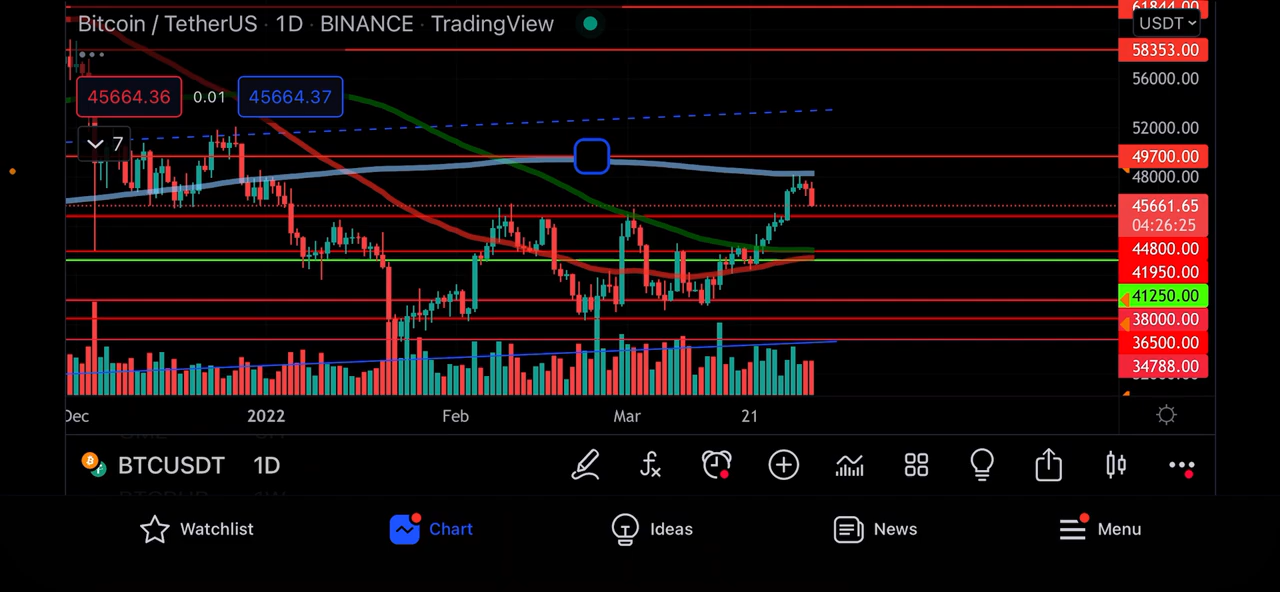 61844.00
Bitcoin / TetherUS · 1D · BINANCE · TradingView
USDT
58353.00
56000.00
45664.36 0.01 45664.37
52000.00
7
49700.00
48000.00
45661.65
04:26:25
44800.00
41950.00
41250.00
38000.00
36500.00
34788.00
Dec 2022 Feb Mar 21
BTCUSDT 1D
Watchlist Chart Ideas News Menu